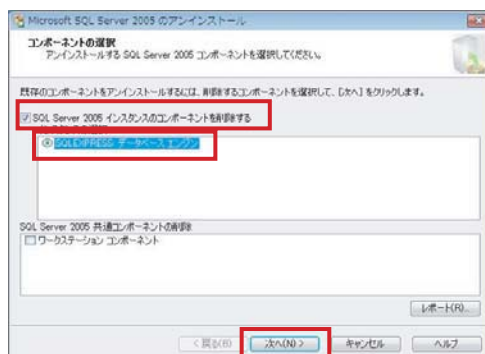 Microsoft SQL Server 2005 のアンインストール
コンポーネントの選択
アンインストールする SQL Server 2005 コンポーネントを選択してください。
既存のコンポーネントをアンインストールするには、削除するコンポーネントを選択して、[次へ] をクリックします。
SQL Server 2005 インスタンスのコンポーネントを削除する
SQLEXPRESS データベース エンジン
SQL Server 2005 共通コンポーネントの削除
ワークステーション コンポーネント
レポート(R)...
< 戻る(B)
次へ(N) >
キャンセル
ヘルプ